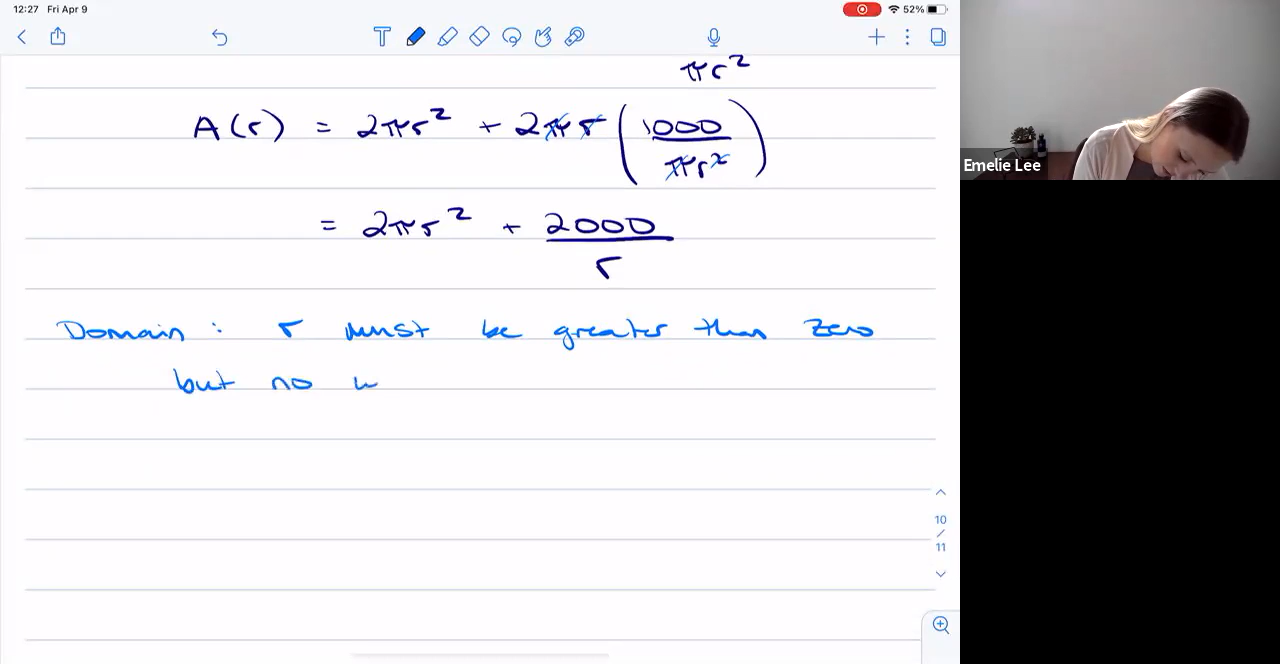 12:27 Fri Apr 9
52%
πr²
A(r) = 2πr² + 2πr (1000 / πr²)
= 2πr² + 2000 / r
Emelie Lee
Domain : r must be greater than zero
but no
10
/
11